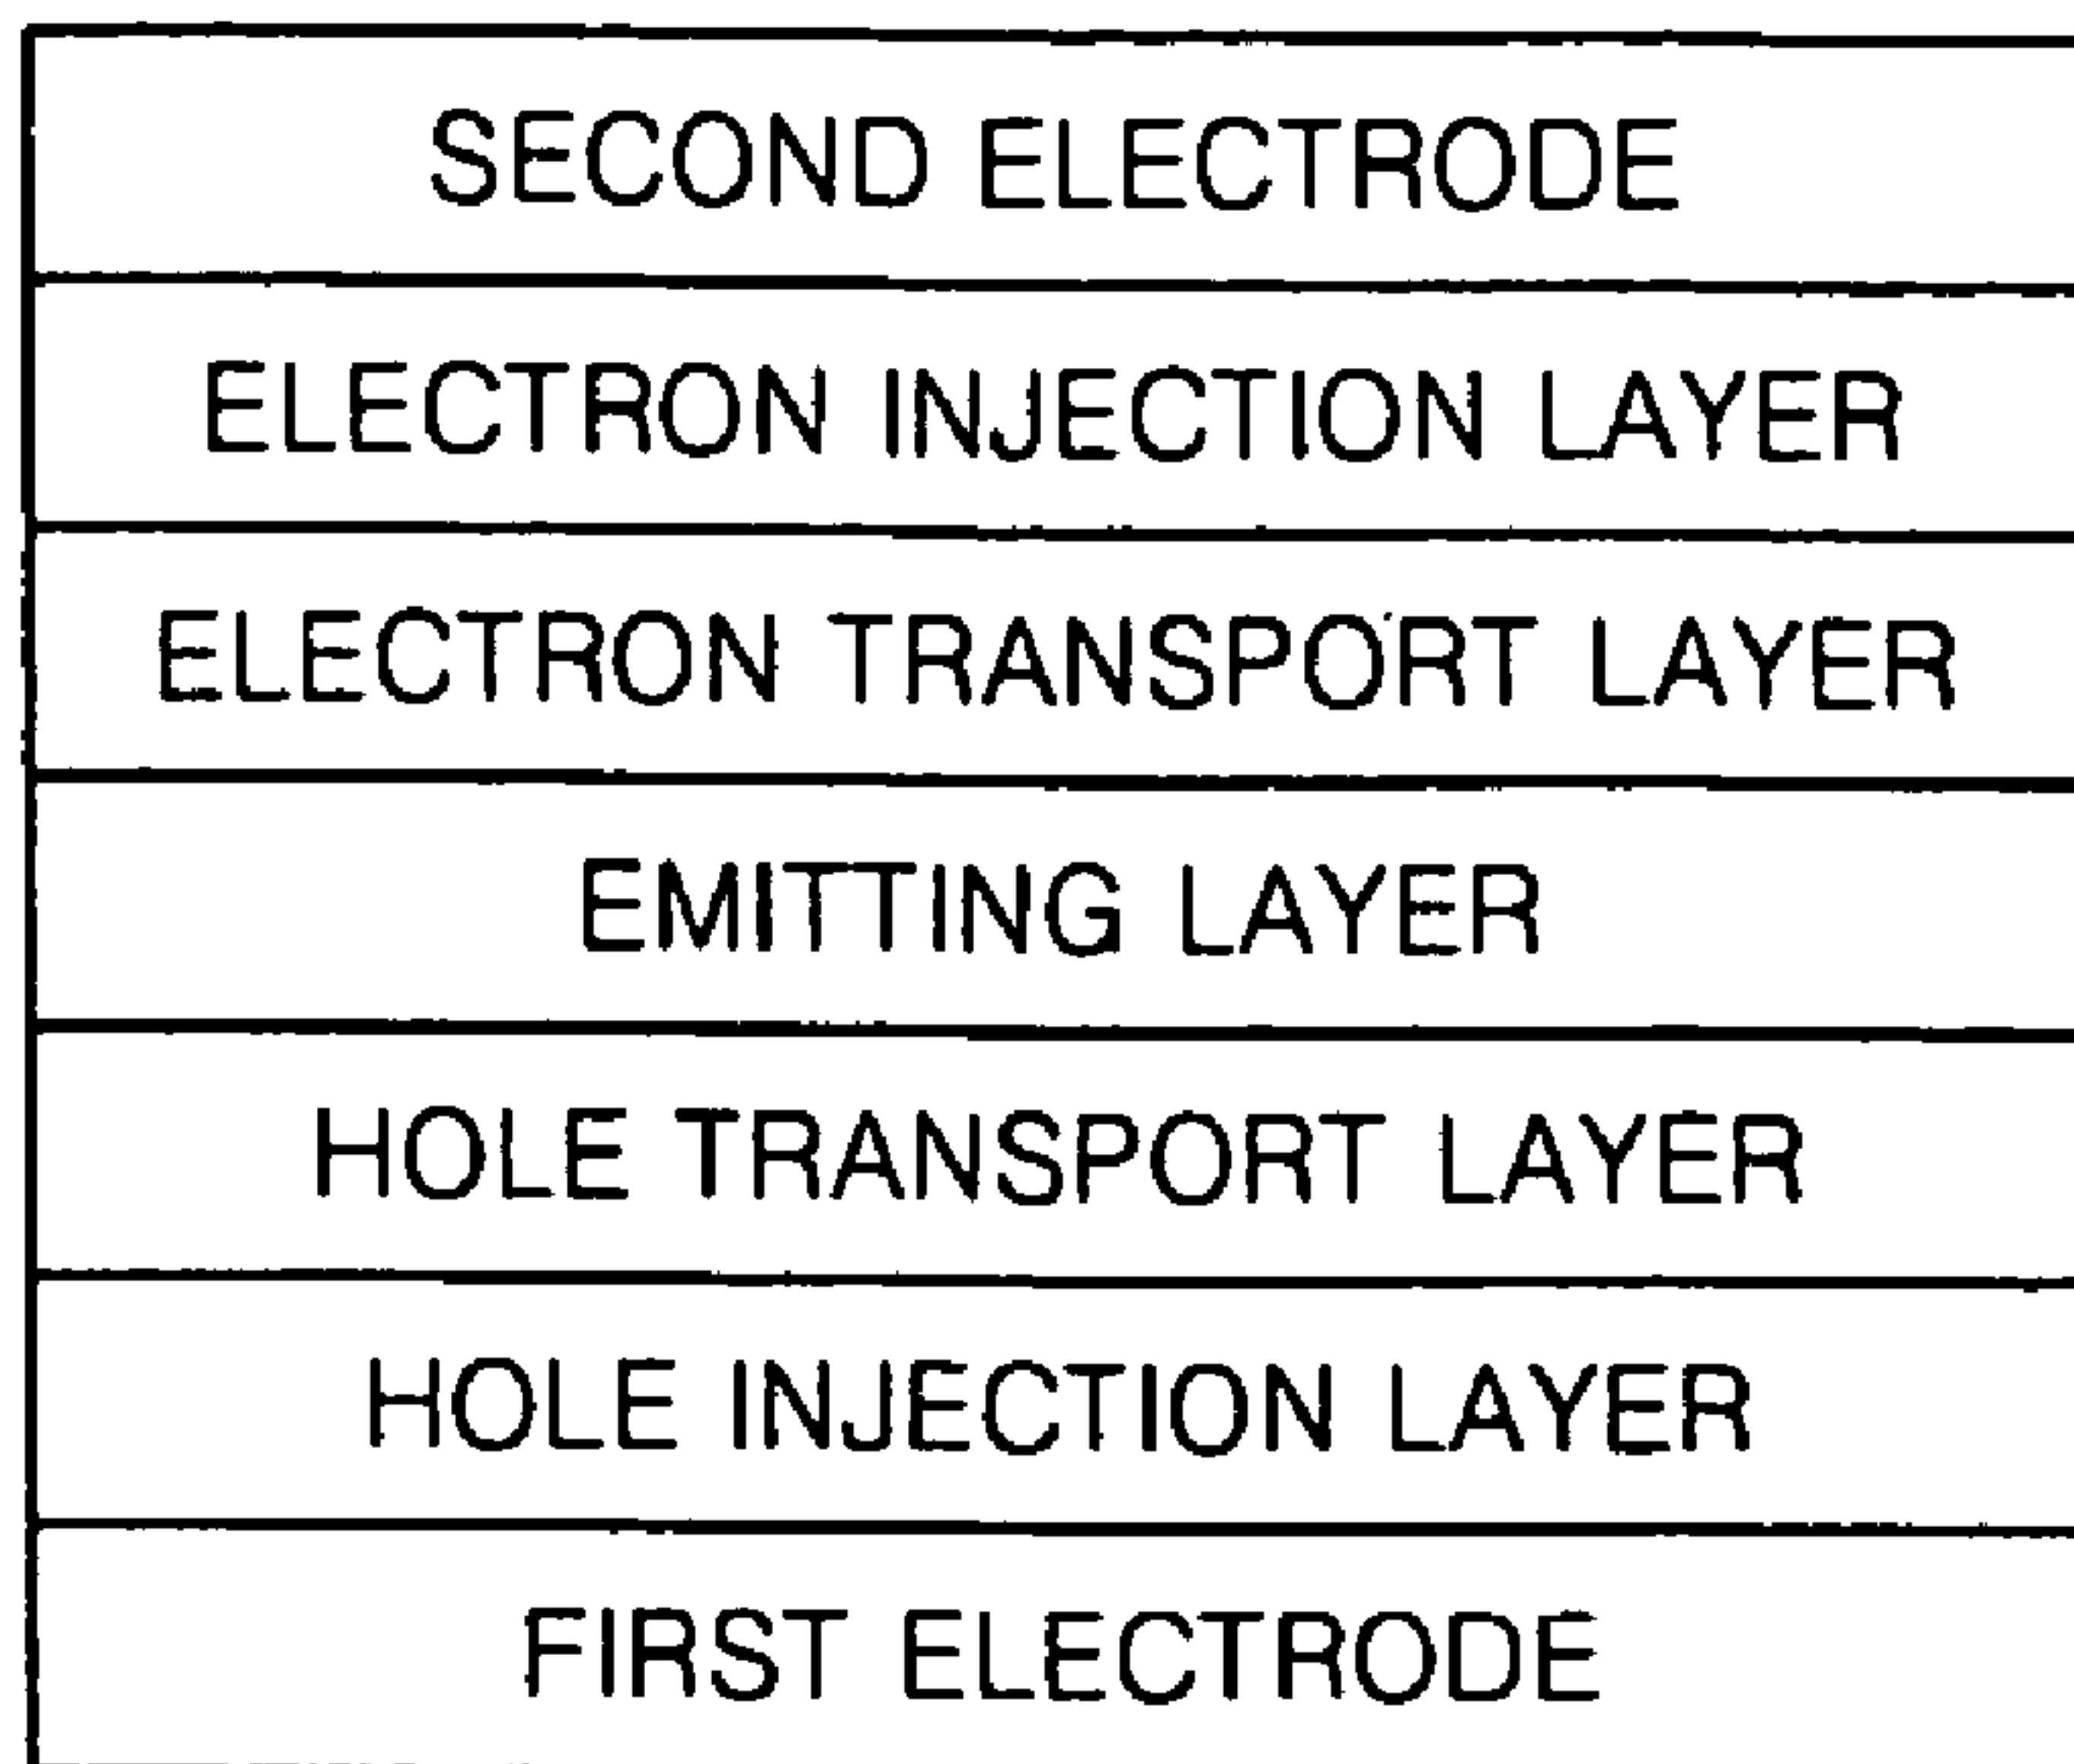 SECOND ELECTRODE
ELECTRON INJECTION LAYER
ELECTRON TRANSPORT LAYER
EMITTING LAYER
HOLE TRANSPORT LAYER
HOLE INJECTION LAYER
FIRST ELECTRODE